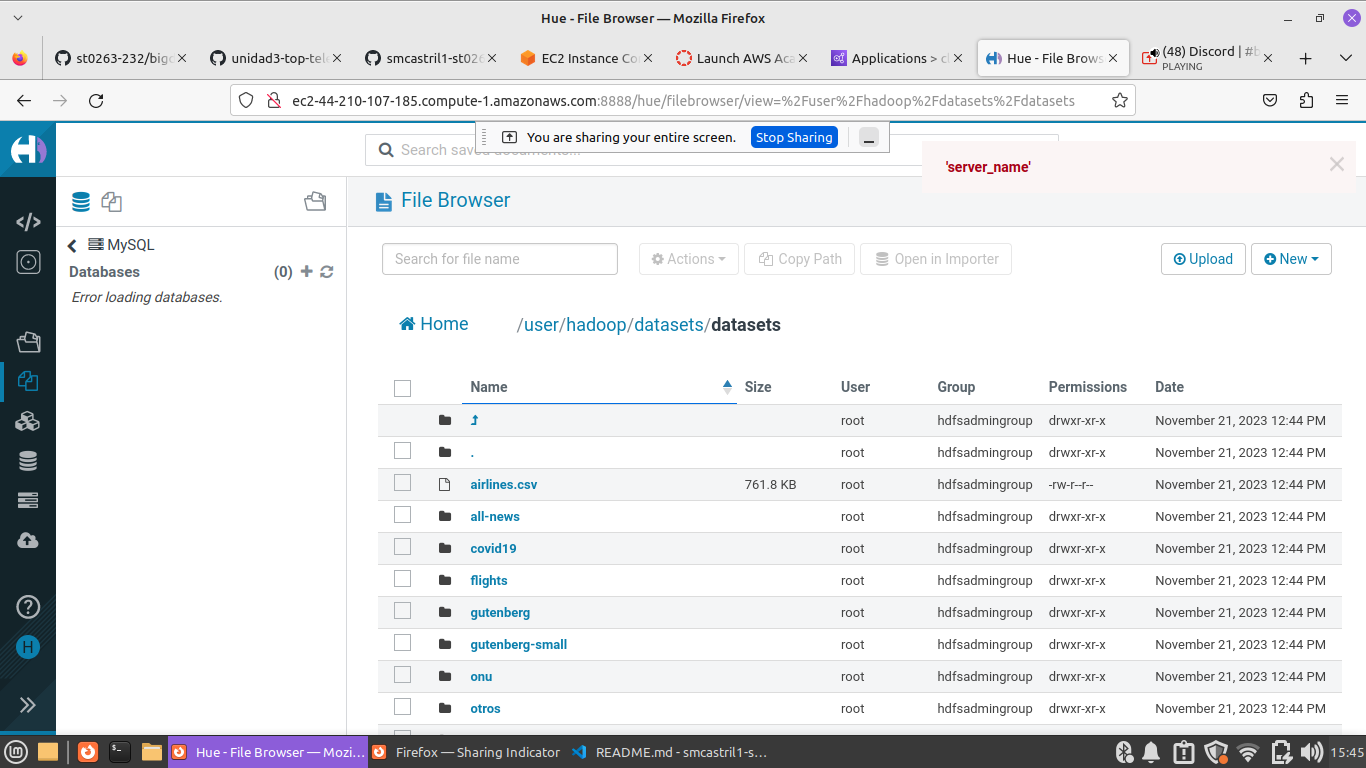 Hue - File Browser — Mozilla Firefox
st0263-232/bigd
unidad3-top-tele
smcastril1-st026
EC2 Instance Co
Launch AWS Aca
Applications > cl
Hue - File Brows
(48) Discord | #b
PLAYING
ec2-44-210-107-185.compute-1.amazonaws.com:8888/hue/filebrowser/view=%2Fuser%2Fhadoop%2Fdatasets%2Fdatasets
You are sharing your entire screen. Stop Sharing
Search saved documents...
'server_name'
File Browser
MySQL
Databases (0)
Error loading databases.
Search for file name Actions Copy Path Open in Importer Upload New
Home /user/hadoop/datasets/datasets
Name Size User Group Permissions Date
root hdfsadmingroup drwxr-xr-x November 21, 2023 12:44 PM
. root hdfsadmingroup drwxr-xr-x November 21, 2023 12:44 PM
airlines.csv 761.8 KB root hdfsadmingroup -rw-r--r-- November 21, 2023 12:44 PM
all-news root hdfsadmingroup drwxr-xr-x November 21, 2023 12:44 PM
covid19 root hdfsadmingroup drwxr-xr-x November 21, 2023 12:44 PM
flights root hdfsadmingroup drwxr-xr-x November 21, 2023 12:44 PM
gutenberg root hdfsadmingroup drwxr-xr-x November 21, 2023 12:44 PM
gutenberg-small root hdfsadmingroup drwxr-xr-x November 21, 2023 12:44 PM
onu root hdfsadmingroup drwxr-xr-x November 21, 2023 12:44 PM
otros root hdfsadmingroup drwxr-xr-x November 21, 2023 12:44 PM
H
Hue - File Browser — Mozi...
Firefox — Sharing Indicator
README.md - smcastril1-s...
15:45